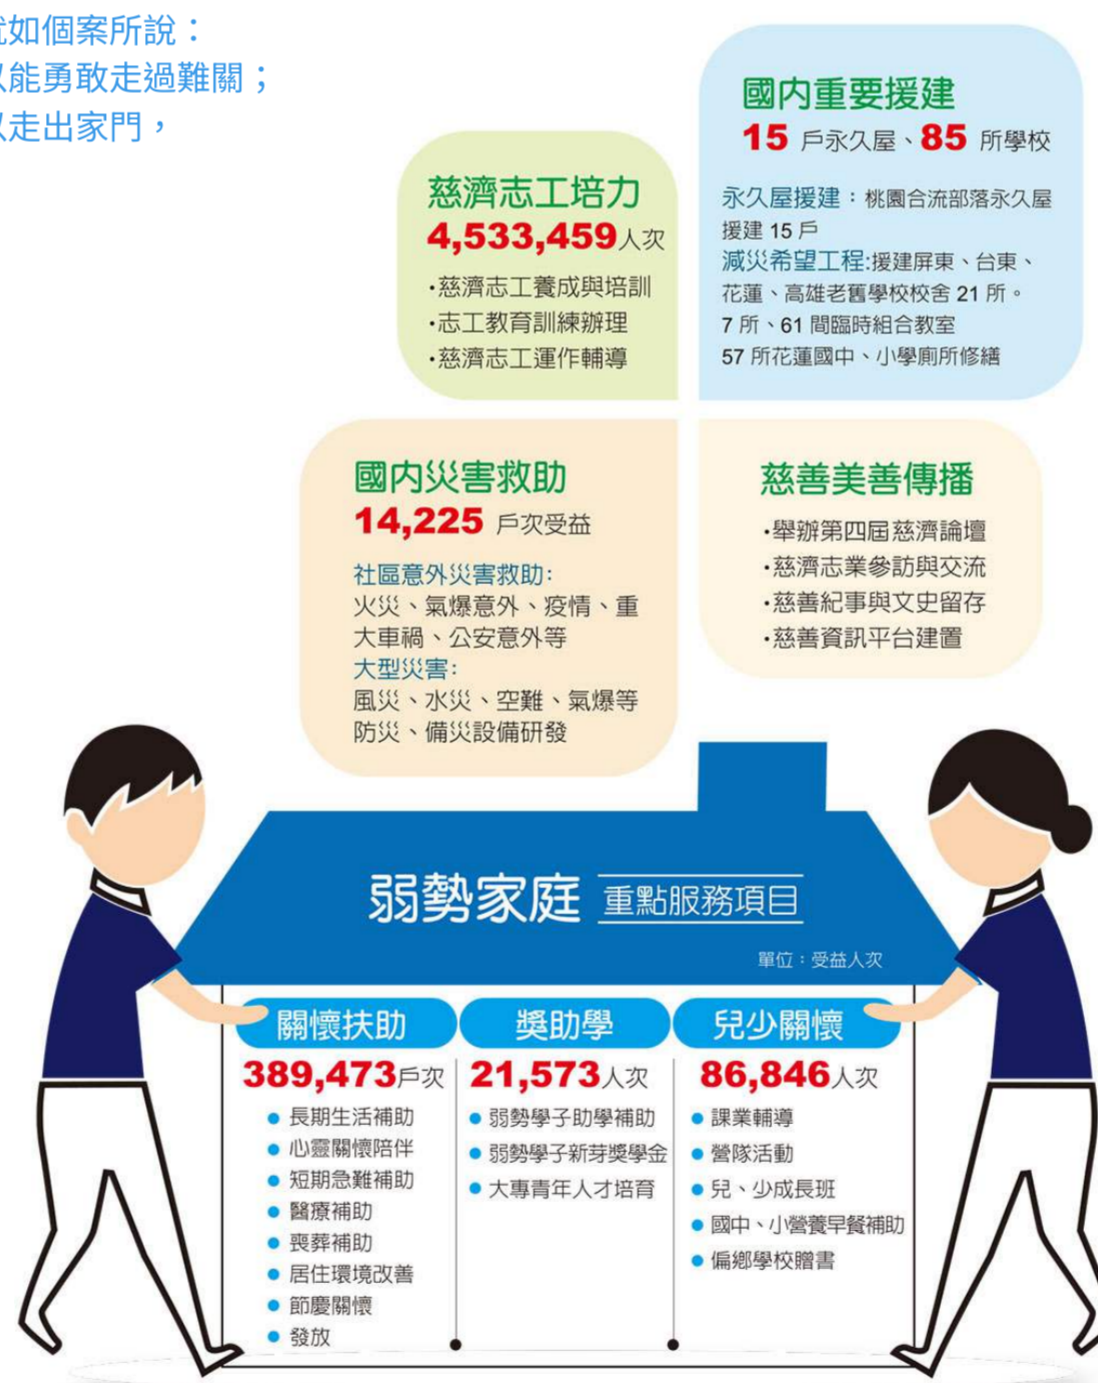 如個案所說：
能勇敢走過難關；
走出家門，
國內重要援建
15 戶永久屋、85 所學校
永久屋援建：桃園合流部落永久屋
援建 15 戶
減災希望工程:援建屏東、台東、
花蓮、高雄老舊學校校舍 21 所。
7 所、61 間臨時組合教室
57 所花蓮國中、小學廁所修繕
慈濟志工培力
4,533,459人次
·慈濟志工養成與培訓
·志工教育訓練辦理
·慈濟志工運作輔導
國內災害救助
14,225 戶次受益
社區意外災害救助:
火災、氣爆意外、疫情、重
大車禍、公安意外等
大型災害:
風災、水災、空難、氣爆等
防災、備災設備研發
慈善美善傳播
·舉辦第四屆慈濟論壇
·慈濟志業參訪與交流
·慈善紀事與文史留存
·慈善資訊平台建置
弱勢家庭 重點服務項目
單位：受益人次
關懷扶助
389,473戶次
● 長期生活補助
● 心靈關懷陪伴
● 短期急難補助
● 醫療補助
● 喪葬補助
● 居住環境改善
● 節慶關懷
● 發放
獎助學
21,573人次
● 弱勢學子助學補助
● 弱勢學子新芽獎學金
● 大專青年人才培育
兒少關懷
86,846人次
● 課業輔導
● 營隊活動
● 兒、少成長班
● 國中、小營養早餐補助
● 偏鄉學校贈書